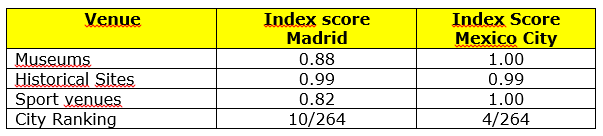 Venue Index score Madrid Index Score Mexico City
Museums 0.88 1.00
Historical Sites 0.99 0.99
Sport venues 0.82 1.00
City Ranking 10/264 4/264